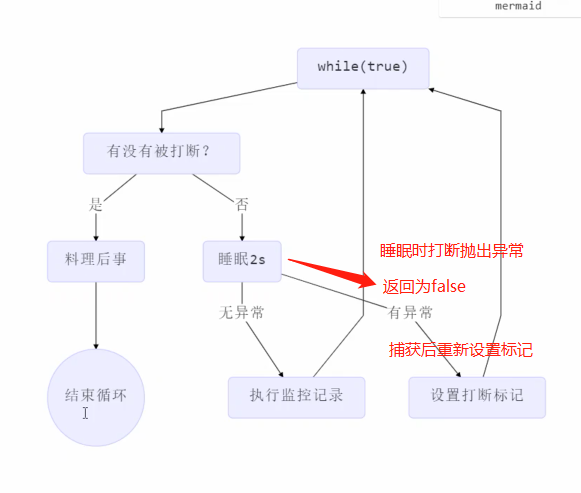 mermaid
while(true)
有没有被打断？
是
否
料理后事
睡眠2s
睡眠时打断抛出异常
返回为false
无异常
有异常
捕获后重新设置标记
结束循环
执行监控记录
设置打断标记